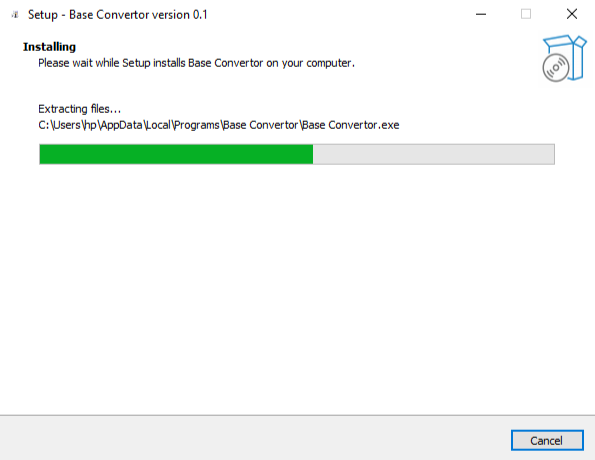 Setup - Base Convertor version 0.1
Installing
Please wait while Setup installs Base Convertor on your computer.
Extracting files...
C:\Users\hp\AppData\Local\Programs\Base Convertor\Base Convertor.exe
Cancel